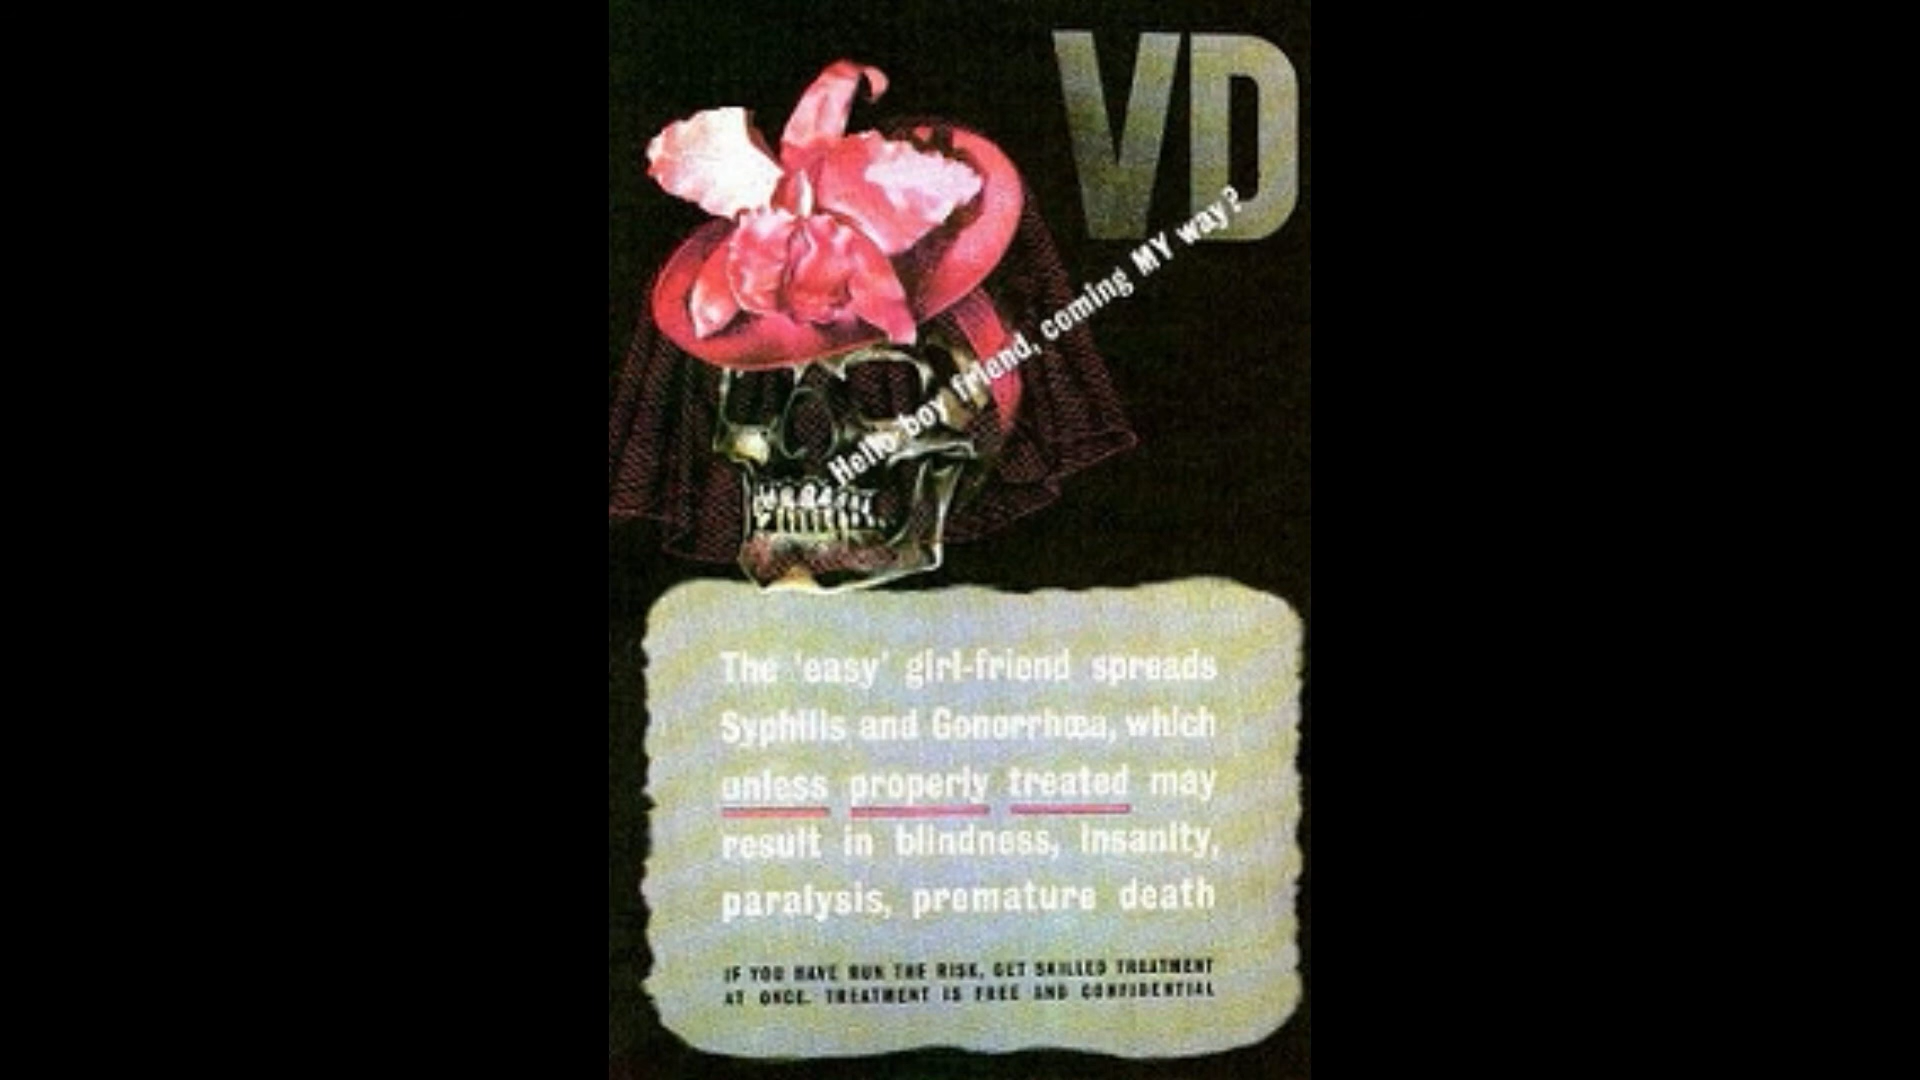 VD
Hello boy friend, coming MY way?
The 'easy' girl-friend spreads
Syphilis and Gonorrhœa, which
unless properly treated may
result in blindness, insanity,
paralysis, premature death
IF YOU HAVE RUN THE RISK, GET SKILLED TREATMENT
AT ONCE. TREATMENT IS FREE AND CONFIDENTIAL